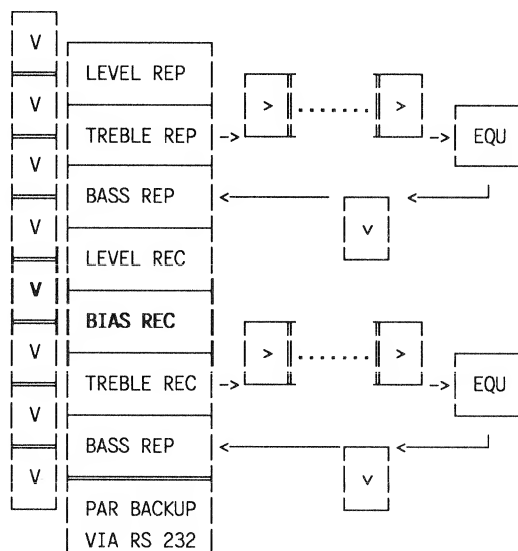 V
LEVEL REP
V
> ....... >
TREBLE REP -> -> EQU
V
BASS REP <- <-
V
V
LEVEL REC
V
BIAS REC
V
> ....... >
TREBLE REC -> -> EQU
V
BASS REP <- <-
V
V
PAR BACKUP
VIA RS 232